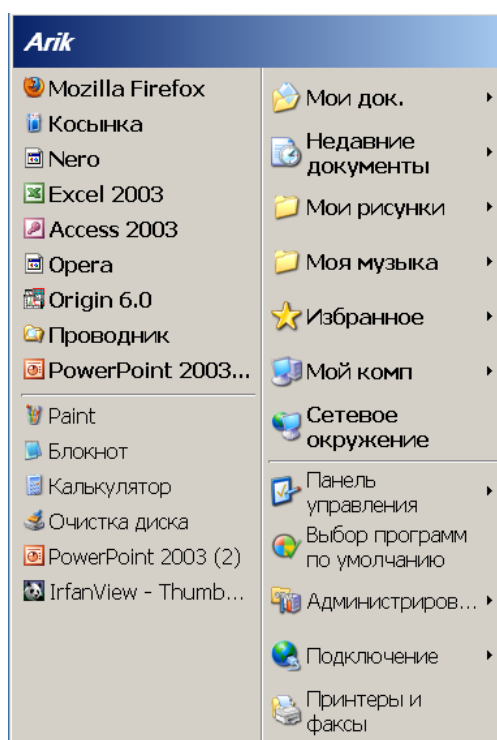 Arik
Mozilla Firefox
Косынка
Nero
Excel 2003
Access 2003
Opera
Origin 6.0
Проводник
PowerPoint 2003...
Paint
Блокнот
Калькулятор
Очистка диска
PowerPoint 2003 (2)
IrfanView - Thumb...
Мои док.
Недавние
документы
Мои рисунки
Моя музыка
Избранное
Мой комп
Сетевое
окружение
Панель
управления
Выбор программ
по умолчанию
Администриров...
Подключение
Принтеры и
факсы